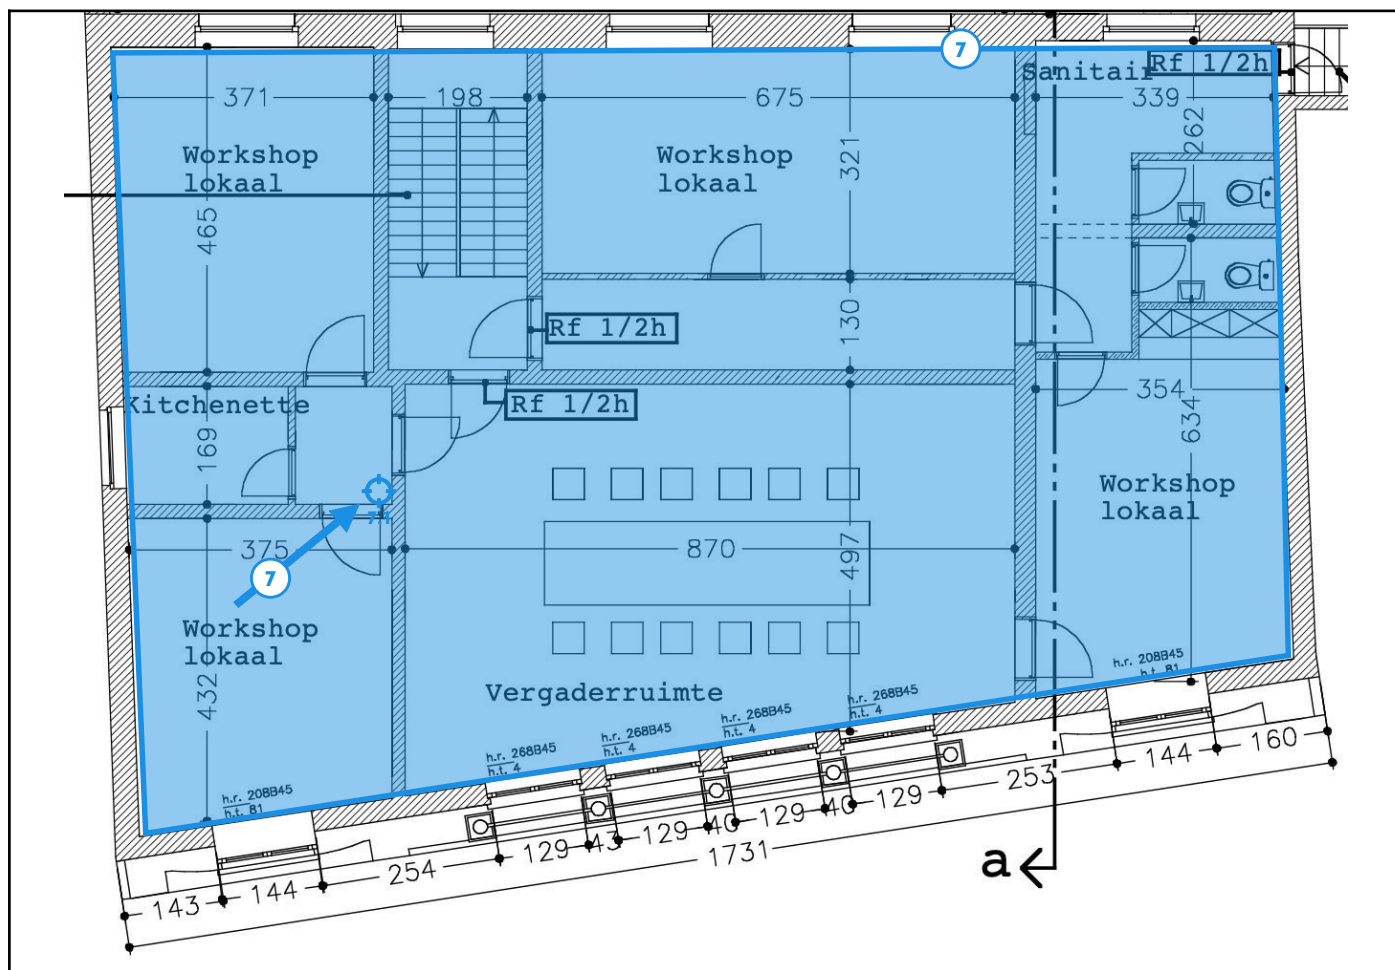 7
Sanitair
Rf 1/2h
371
198
675
339
262
Workshop
lokaal
Workshop
lokaal
321
465
130
Rf 1/2h
354
Kitchenette
Rf 1/2h
634
169
Workshop
lokaal
7.1
375
870
497
7
Workshop
lokaal
432
Vergaderruimte
h.r. 208B45
h.t. 81
h.r. 268B45
h.t. 4
h.r. 268B45
h.t. 4
h.r. 268B45
h.t. 4
h.r. 268B45
h.t. 4
h.r. 208B45
h.t. 81
143
144
254
129
43
129
40
129
40
129
253
144
160
1731
a